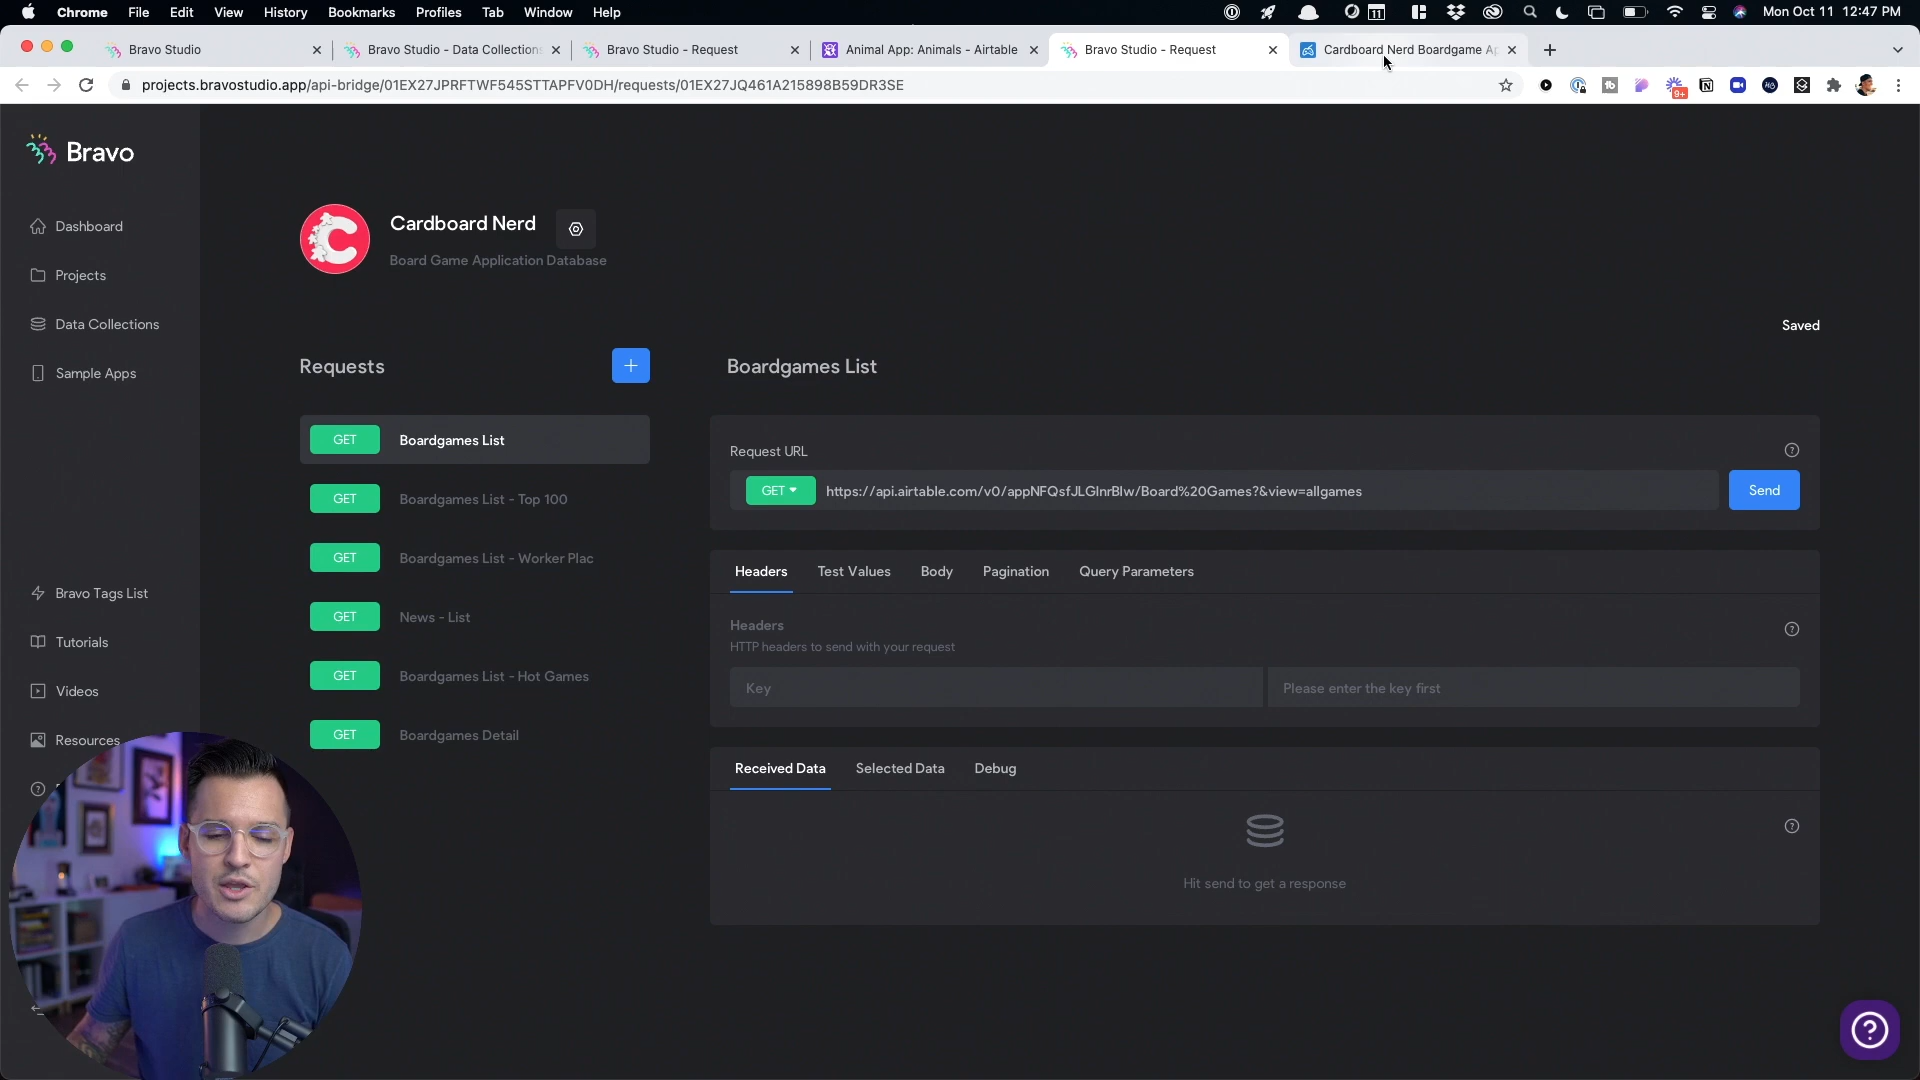 Chrome File Edit View History Bookmarks Profiles Tab Window Help
11
Mon Oct 11 12:47 PM
Bravo Studio
Bravo Studio - Data Collections
Bravo Studio - Request
Animal App: Animals - Airtable
Bravo Studio - Request
Cardboard Nerd Boardgame Ap
projects.bravostudio.app/api-bridge/01EX27JPRFTWF545STTAPFV0DH/requests/01EX27JQ461A215898B59DR3SE
9+
Bravo
Dashboard
Projects
Data Collections
Sample Apps
Bravo Tags List
Tutorials
Videos
Resources
Cardboard Nerd
Board Game Application Database
Saved
Requests
+
GET Boardgames List
GET Boardgames List - Top 100
GET Boardgames List - Worker Plac
GET News - List
GET Boardgames List - Hot Games
GET Boardgames Detail
Boardgames List
Request URL
GET https://api.airtable.com/v0/appNFQsfJLGlnrBIw/Board%20Games?&view=allgames
Send
Headers Test Values Body Pagination Query Parameters
Headers
HTTP headers to send with your request
Key
Please enter the key first
Received Data Selected Data Debug
Hit send to get a response